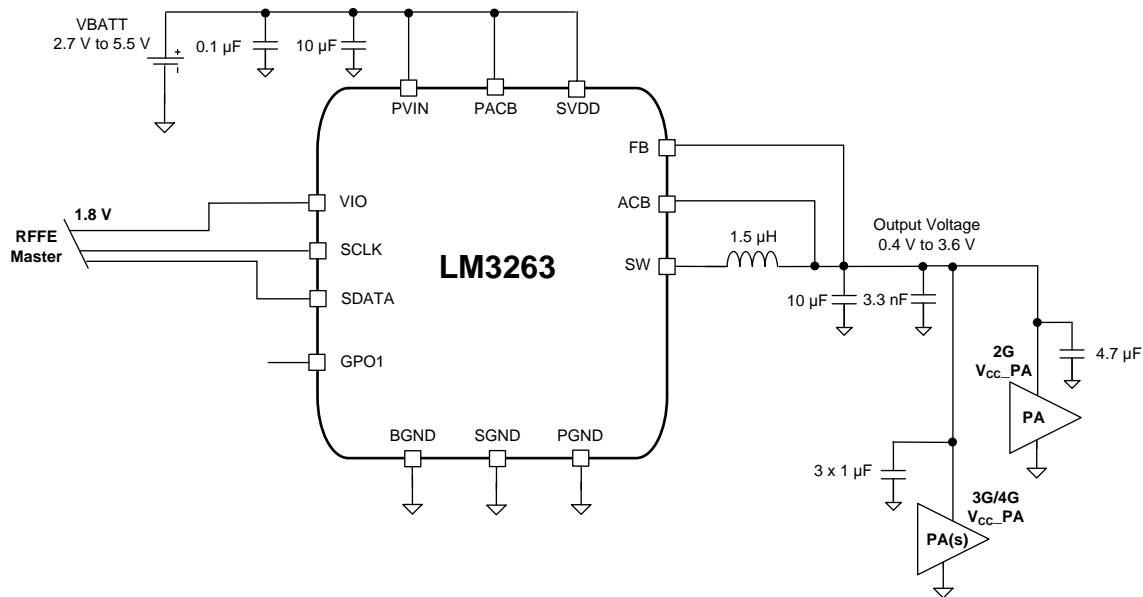 VBATT
2.7 V to 5.5 V
+
0.1 µF
10 µF
PVIN
PACB
SVDD
FB
VIO
1.8 V
ACB
RFFE
Master
SCLK
LM3263
SW
1.5 µH
Output Voltage
0.4 V to 3.6 V
SDATA
10 µF
3.3 nF
GPO1
2G
VCC_PA
4.7 µF
PA
BGND
SGND
PGND
3 x 1 µF
3G/4G
VCC_PA
PA(s)